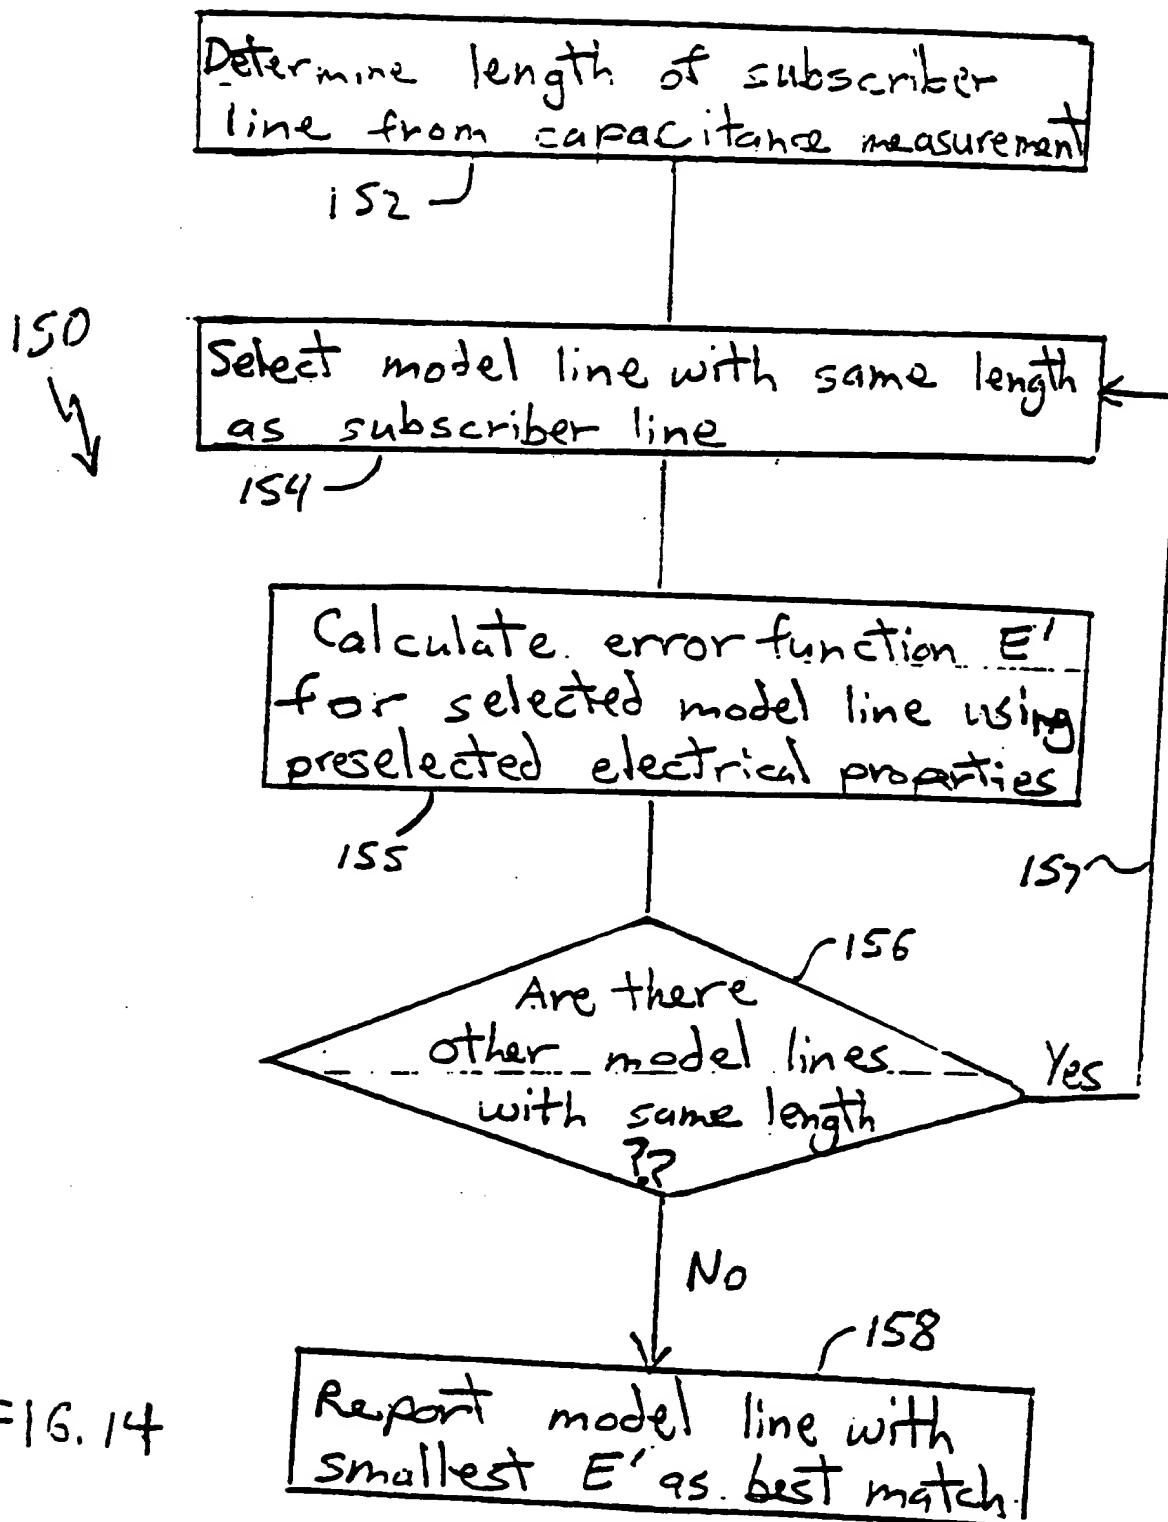 Determine length of subscriber
line from capacitance measurement
152
150
Select model line with same length
as subscriber line
154
Calculate error function E'
for selected model line using
preselected electrical properties
155
157
156
Are there
other model lines
with same length
??
Yes
No
158
Report model line with
smallest E' as best match.
FIG. 14